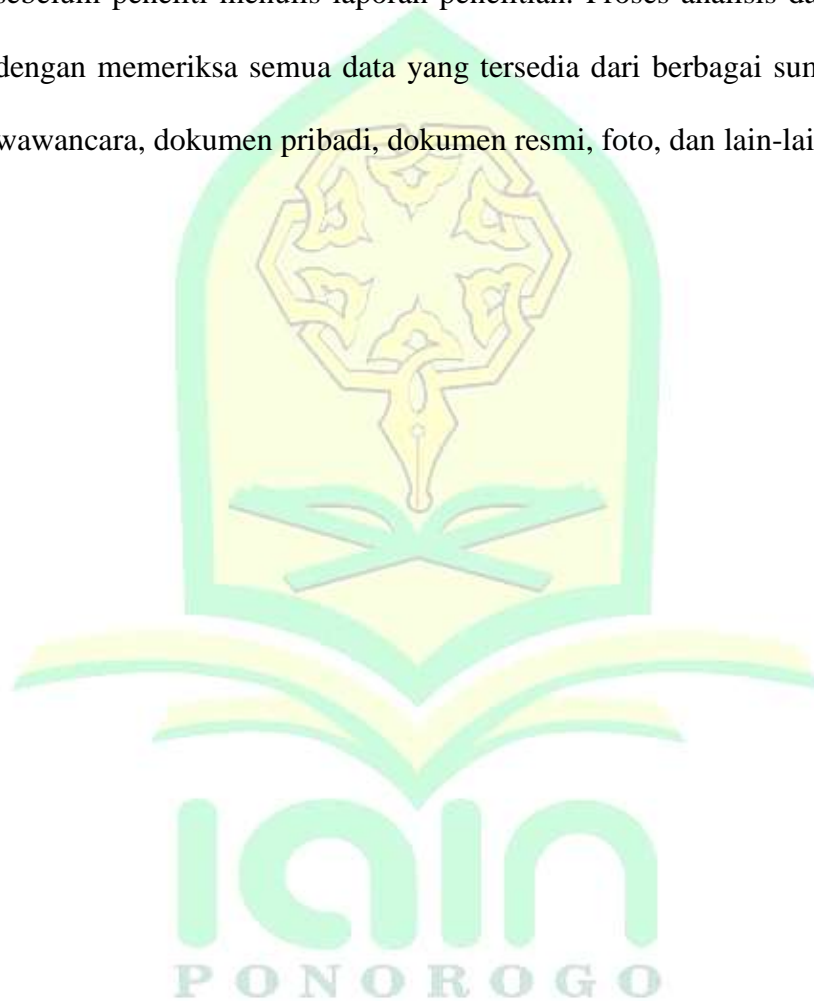 sebelum peneliti menulis laporan penelitian. Proses analisis da
dengan memeriksa semua data yang tersedia dari berbagai sum
wawancara, dokumen pribadi, dokumen resmi, foto, dan lain-lai
iain
PONOROGO